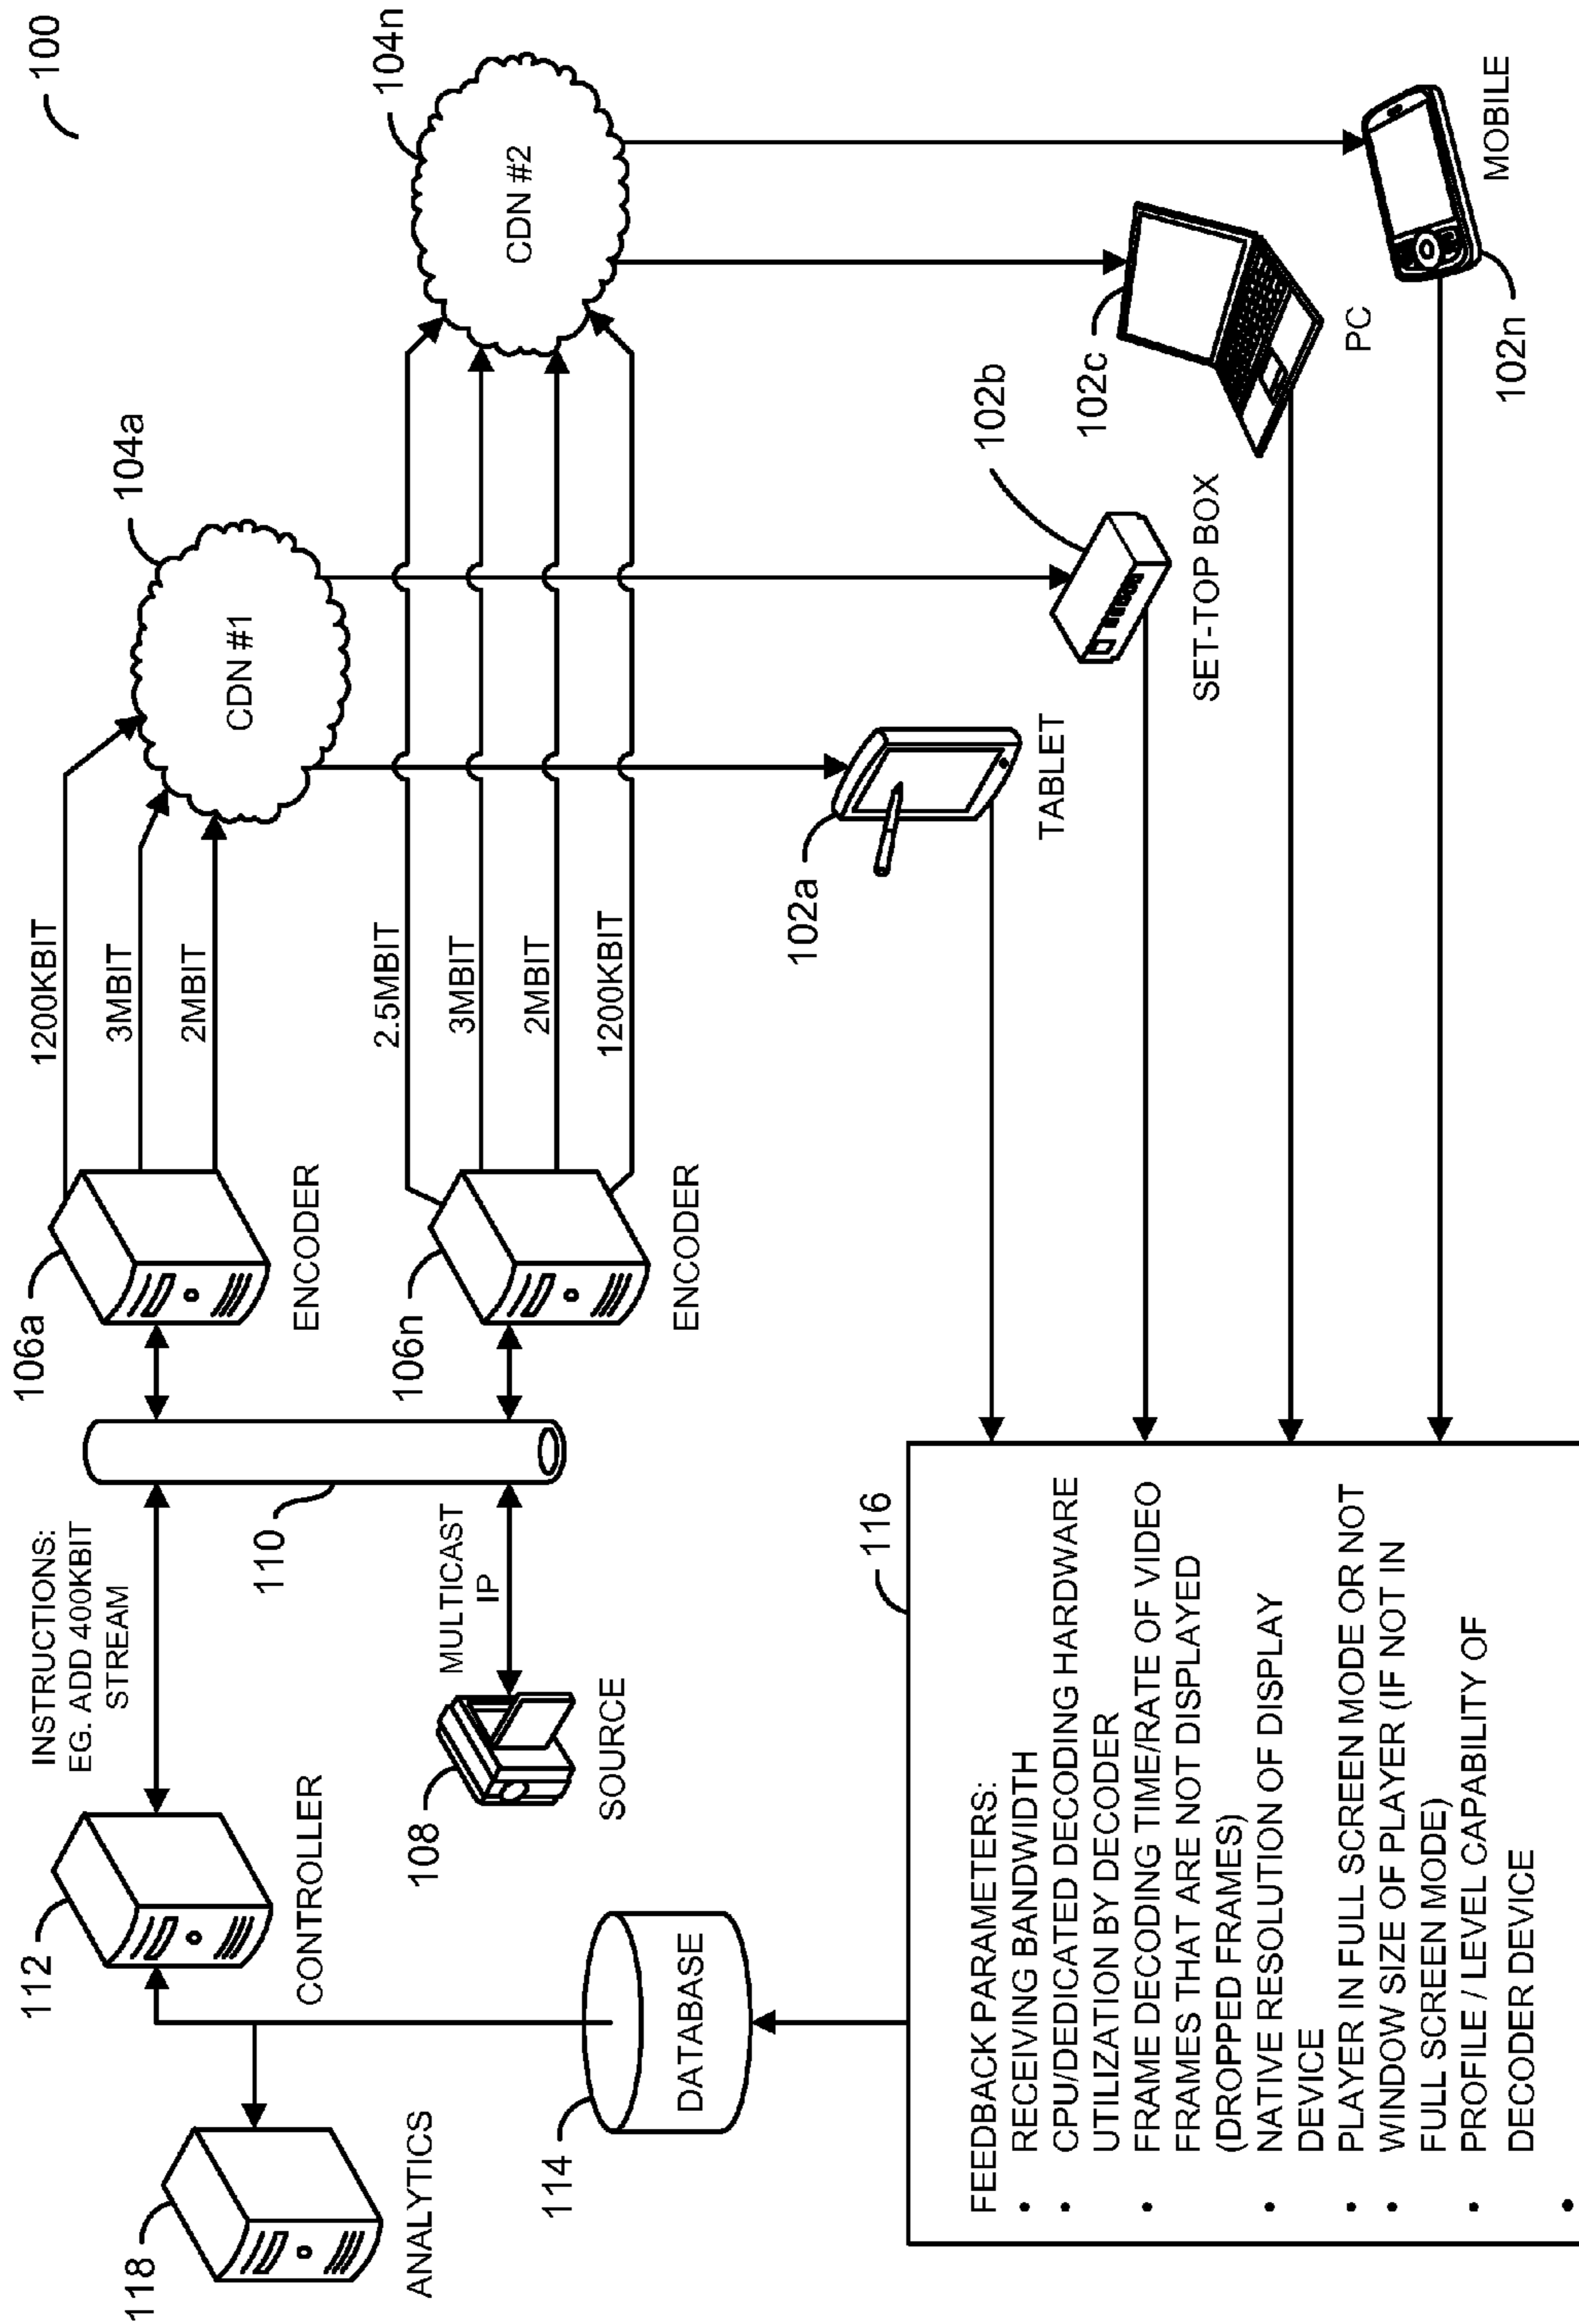 100
106a
1200KBIT
3MBIT
2MBIT
104a
CDN #1
104n
CDN #2
ENCODER
106n
2.5MBIT
3MBIT
2MBIT
1200KBIT
ENCODER
INSTRUCTIONS:
EG. ADD 400KBIT
STREAM
110
MULTICAST
IP
112
CONTROLLER
108
SOURCE
118
ANALYTICS
114
DATABASE
102a
TABLET
102b
SET-TOP BOX
102c
PC
102n
MOBILE
116
FEEDBACK PARAMETERS:
• RECEIVING BANDWIDTH
• CPU/DEDICATED DECODING HARDWARE
UTILIZATION BY DECODER
• FRAME DECODING TIME/RATE OF VIDEO
FRAMES THAT ARE NOT DISPLAYED
(DROPPED FRAMES)
• NATIVE RESOLUTION OF DISPLAY
DEVICE
• PLAYER IN FULL SCREEN MODE OR NOT
• WINDOW SIZE OF PLAYER (IF NOT IN
FULL SCREEN MODE)
• PROFILE / LEVEL CAPABILITY OF
DECODER DEVICE
•